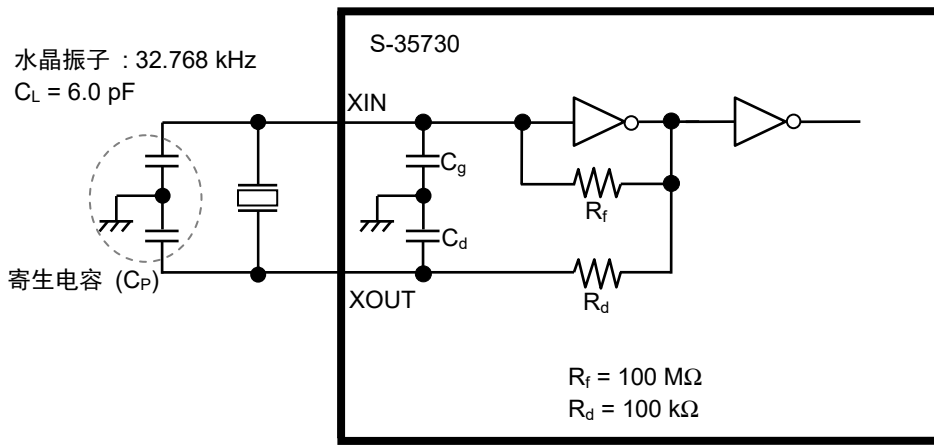 S-35730
水晶振子 : 32.768 kHz
CL = 6.0 pF
XIN
Cg
Rf
Cd
寄生电容 (CP)
XOUT
Rd
Rf = 100 MΩ
Rd = 100 kΩ